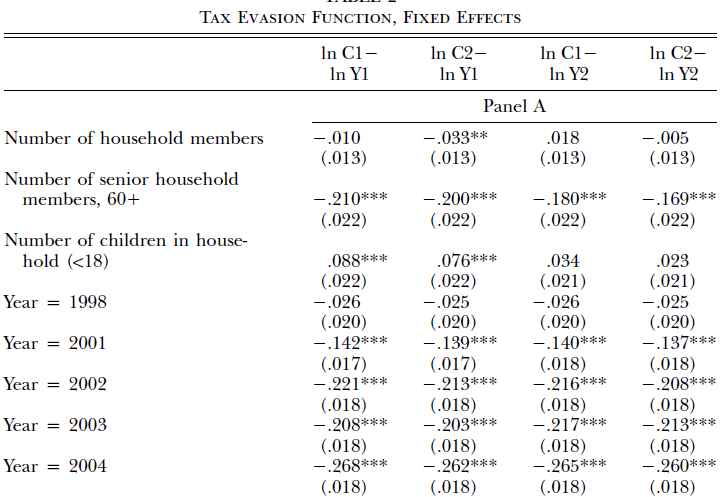 TABLE 2
TAX EVASION FUNCTION, FIXED EFFECTS
ln C1− ln C2− ln C1− ln C2−
ln Y1 ln Y1 ln Y2 ln Y2
Panel A
Number of household members −.010 −.033** .018 −.005
(.013) (.013) (.013) (.013)
Number of senior household
members, 60+ −.210*** −.200*** −.180*** −.169***
(.022) (.022) (.022) (.022)
Number of children in house-
hold (<18) .088*** .076*** .034 .023
(.022) (.022) (.021) (.021)
Year = 1998 −.026 −.025 −.026 −.025
(.020) (.020) (.020) (.020)
Year = 2001 −.142*** −.139*** −.140*** −.137***
(.017) (.017) (.018) (.018)
Year = 2002 −.221*** −.213*** −.216*** −.208***
(.018) (.018) (.018) (.018)
Year = 2003 −.208*** −.203*** −.217*** −.213***
(.018) (.018) (.018) (.018)
Year = 2004 −.268*** −.262*** −.265*** −.260***
(.018) (.018) (.018) (.018)